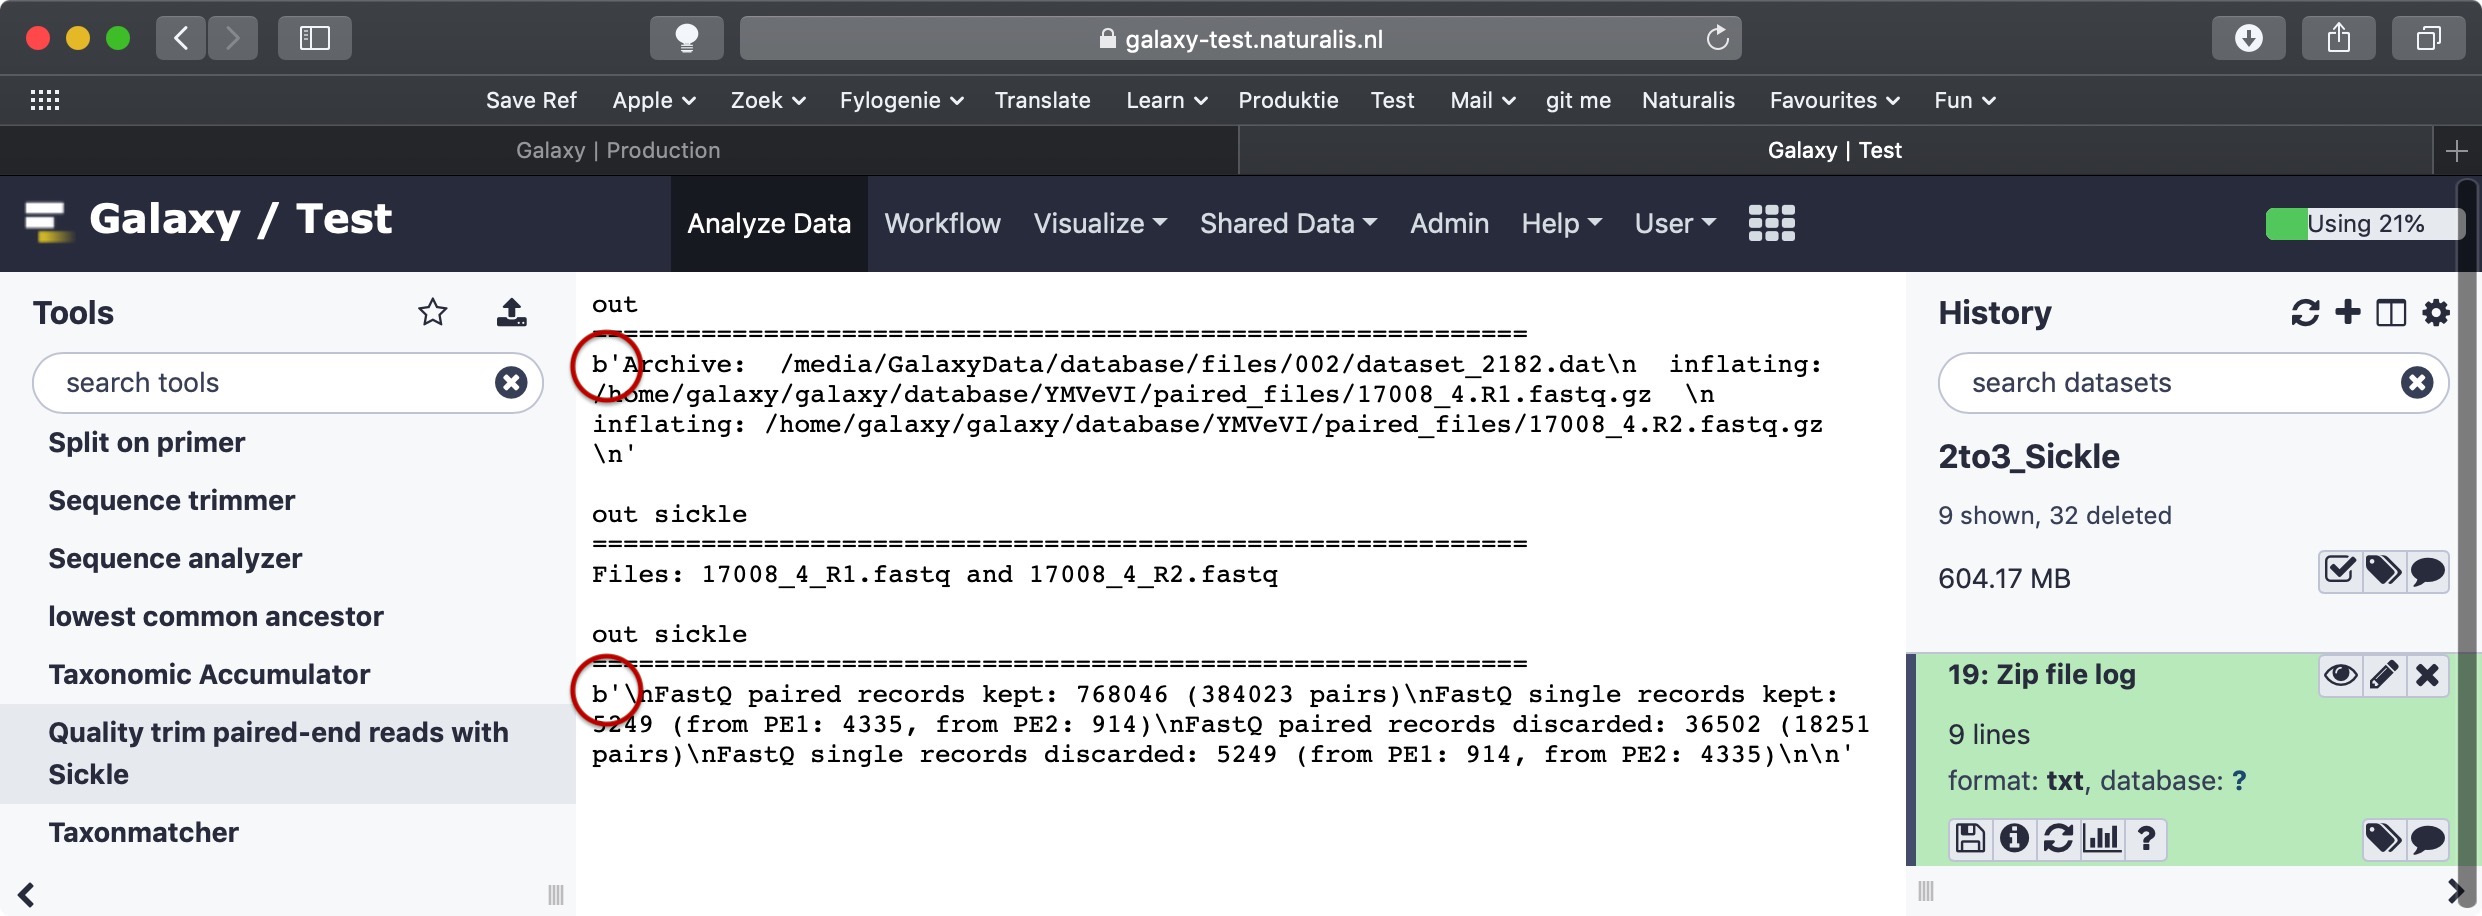 galaxy-test.naturalis.nl
Save Ref Apple Zoek Fylogenie Translate Learn Produktie Test Mail git me Naturalis Favourites Fun
Galaxy | Production
Galaxy | Test
Galaxy / Test
Analyze Data Workflow Visualize Shared Data Admin Help User
Using 21%
Tools
search tools
Split on primer
Sequence trimmer
Sequence analyzer
lowest common ancestor
Taxonomic Accumulator
Quality trim paired-end reads with
Sickle
Taxonmatcher
out
============================================================
b'Archive:  /media/GalaxyData/database/files/002/dataset_2182.dat\n  inflating:
/home/galaxy/galaxy/database/YMVeVI/paired_files/17008_4.R1.fastq.gz  \n
inflating: /home/galaxy/galaxy/database/YMVeVI/paired_files/17008_4.R2.fastq.gz
\n'
out sickle
============================================================
Files: 17008_4_R1.fastq and 17008_4_R2.fastq
out sickle
============================================================
b'\nFastQ paired records kept: 768046 (384023 pairs)\nFastQ single records kept:
5249 (from PE1: 4335, from PE2: 914)\nFastQ paired records discarded: 36502 (18251
pairs)\nFastQ single records discarded: 5249 (from PE1: 914, from PE2: 4335)\n\n'
History
search datasets
2to3_Sickle
9 shown, 32 deleted
604.17 MB
19: Zip file log
9 lines
format: txt, database: ?